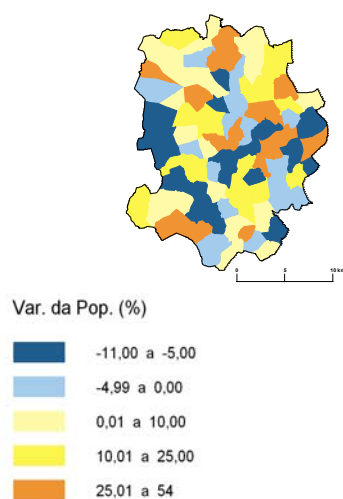 0 5 10 km
Var. da Pop. (%)
-11,00 a -5,00
-4,99 a 0,00
0,01 a 10,00
10,01 a 25,00
25,01 a 54